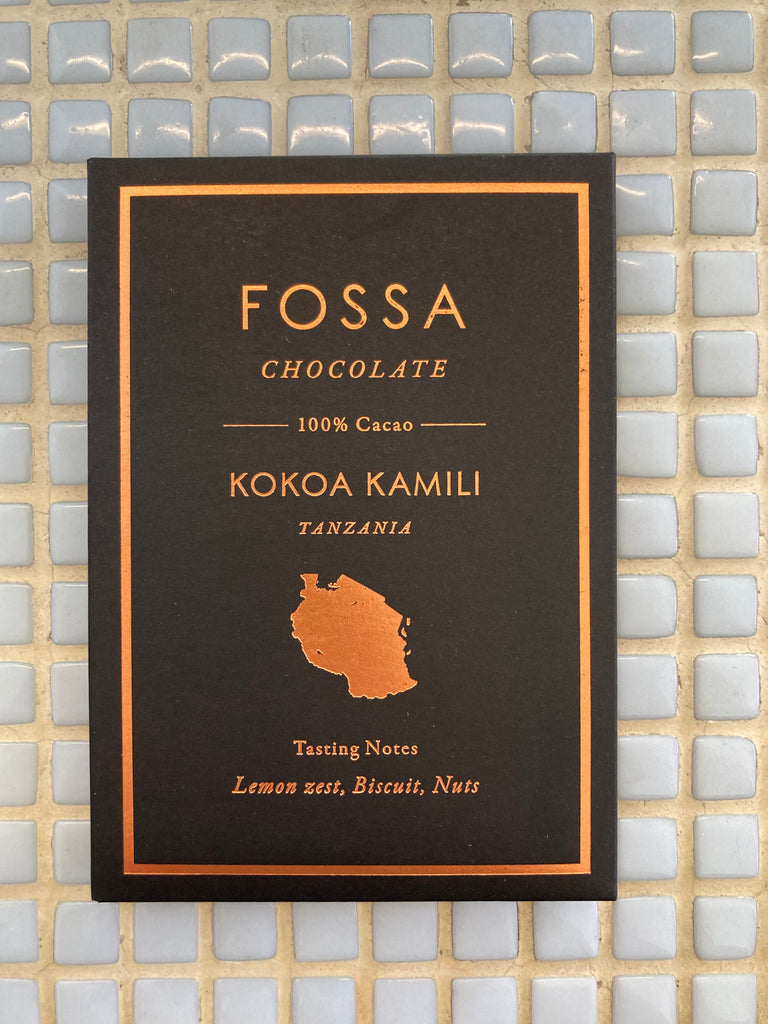 FOSSA
CHOCOLATE
100% Cacao
KOKOA KAMILI
TANZANIA
Tasting Notes
Lemon zest, Biscuit, Nuts